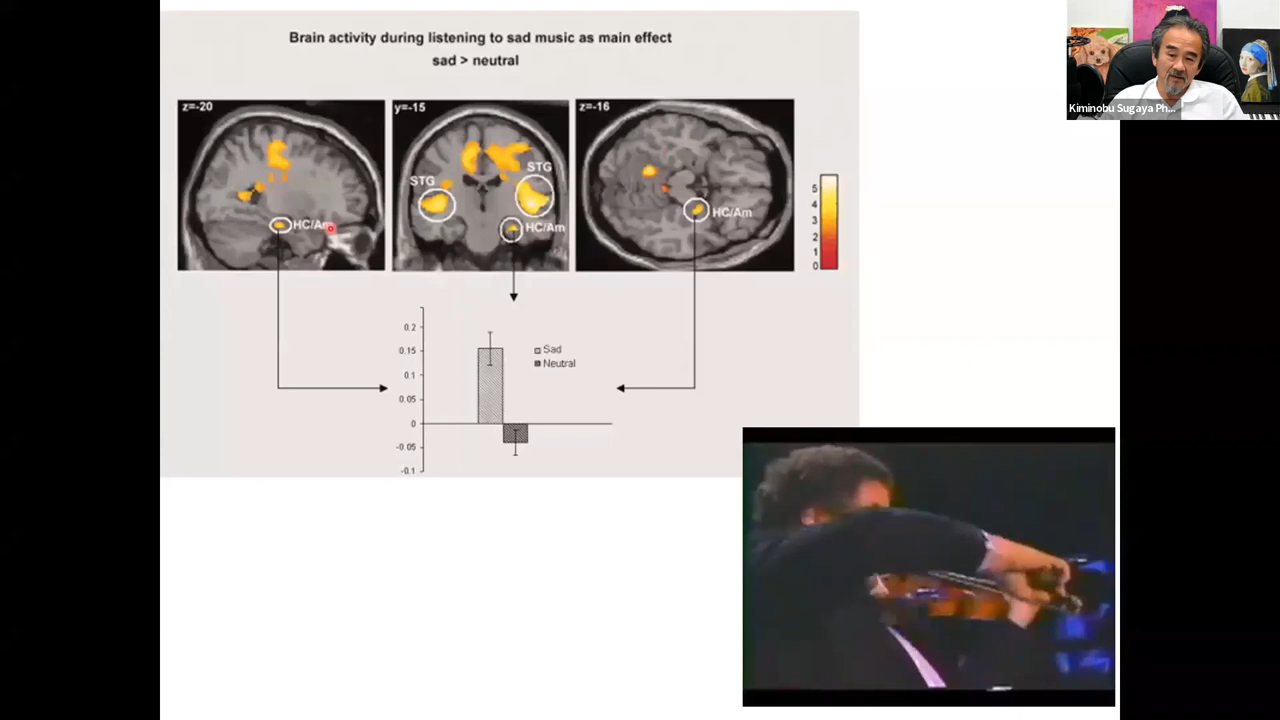 Brain activity during listening to sad music as main effect
sad > neutral
z=-20
y=-15
z=-16
STG
STG
HC/Am
HC/Am
HC/Am
5
4
3
2
1
0
0.2
0.15
0.1
0.05
0
-0.05
-0.1
Sad
Neutral
Kiminobu Sugaya Ph...